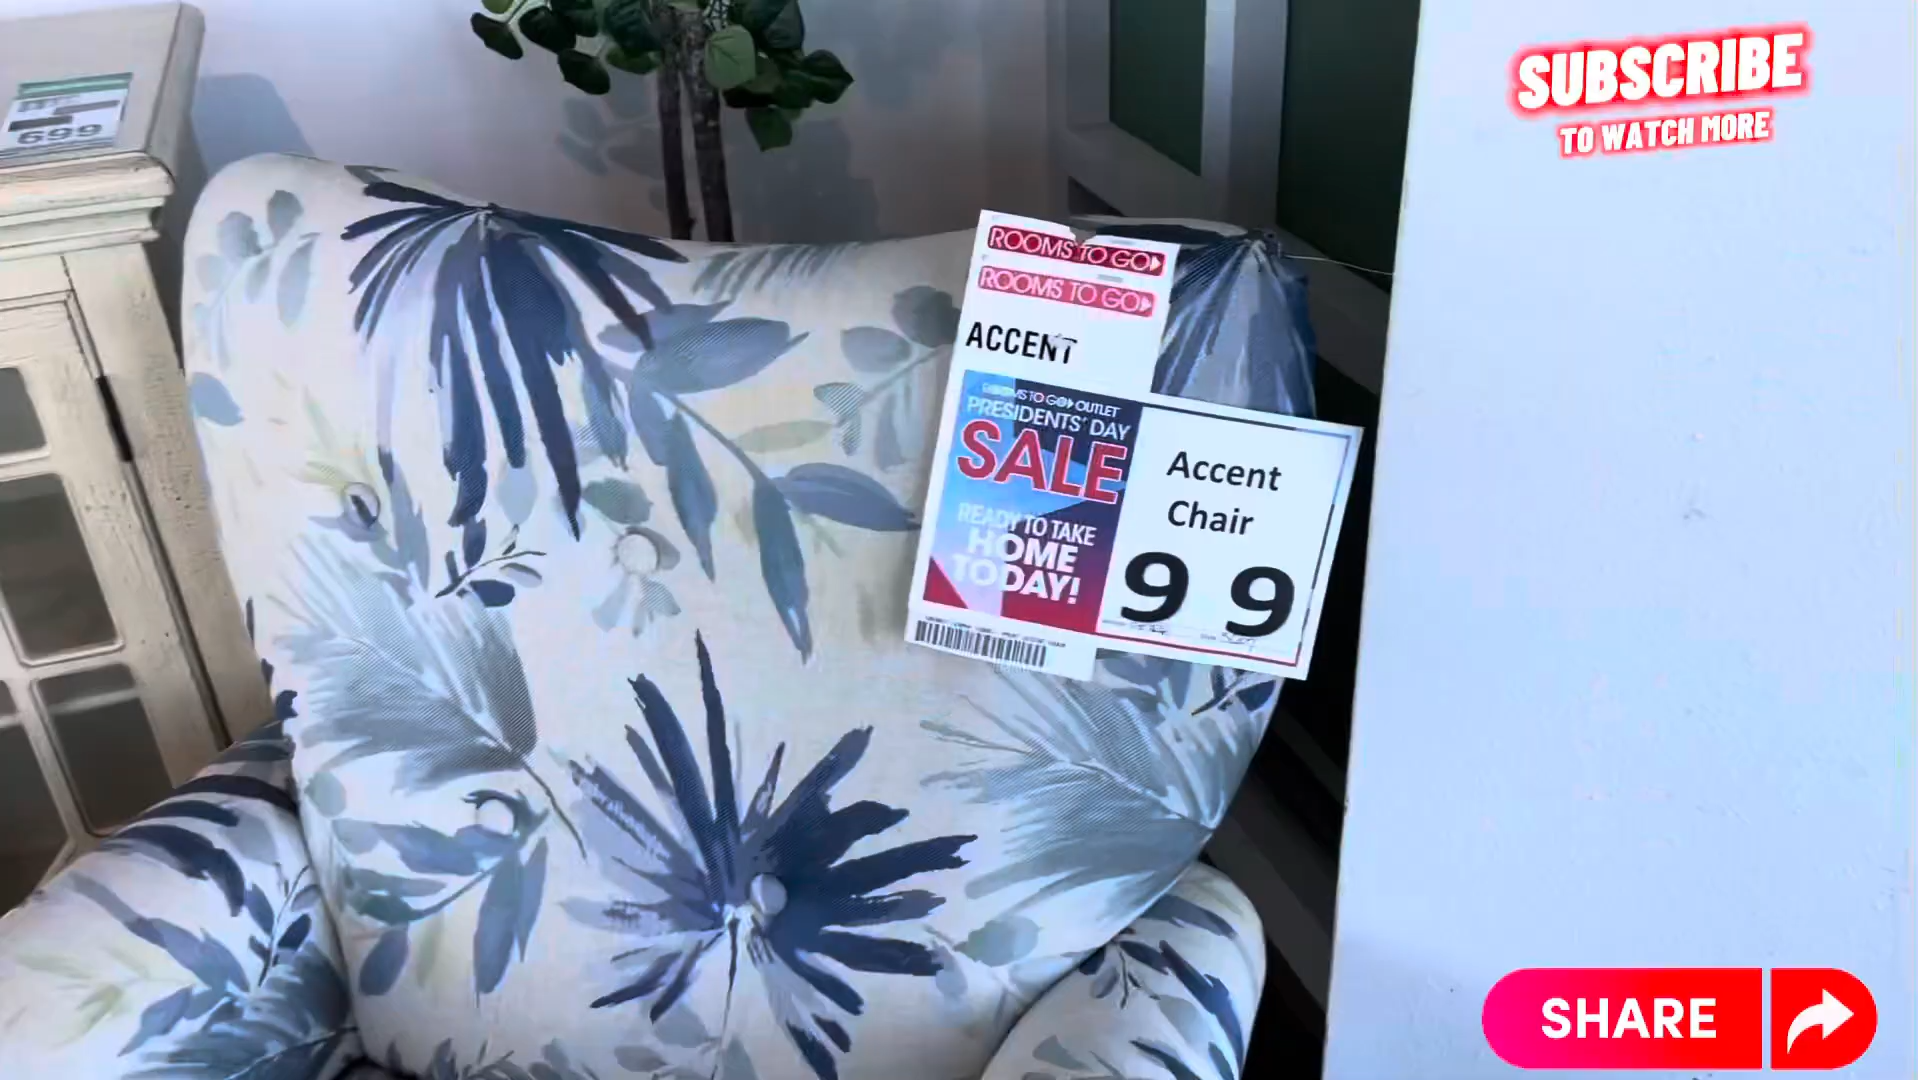 699
SUBSCRIBE
TO WATCH MORE
ROOMS TO GO
ROOMS TO GO
ACCENT
ROOMS TO GO OUTLET
PRESIDENTS' DAY
SALE
READY TO TAKE
HOME
TODAY!
Accent
Chair
99
SHARE